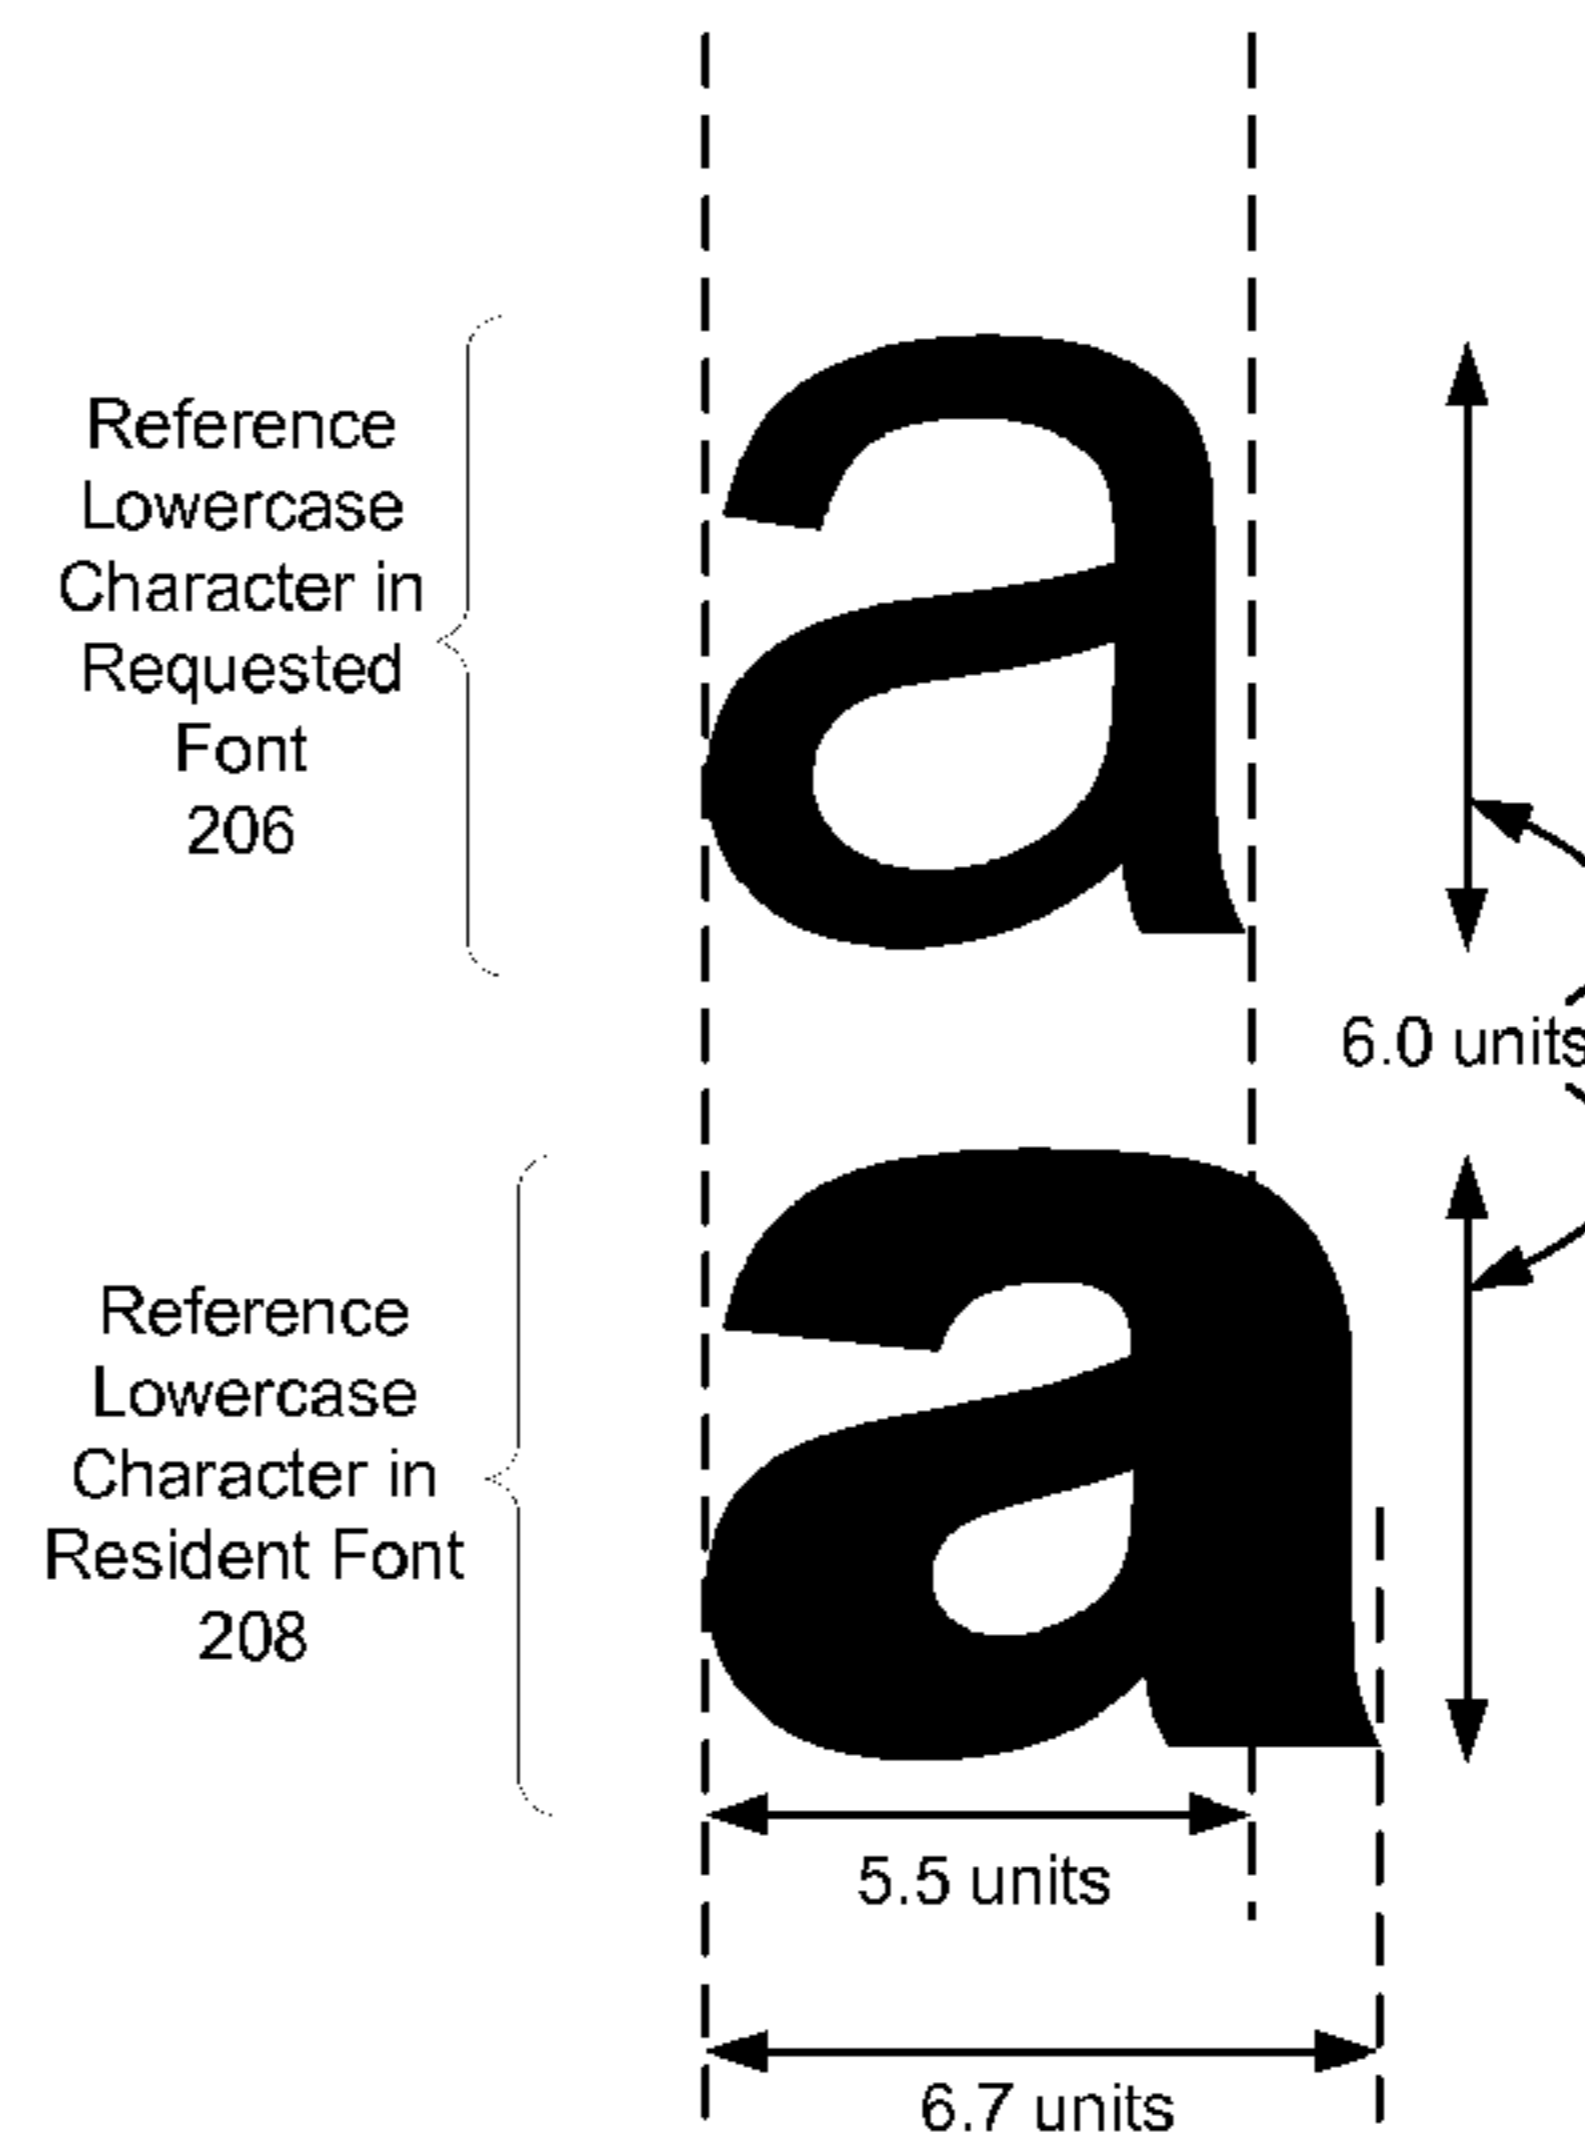 a
Reference
Lowercase
Character in
Requested
Font
206
6.0 units
a
Reference
Lowercase
Character in
Resident Font
208
5.5 units
6.7 units